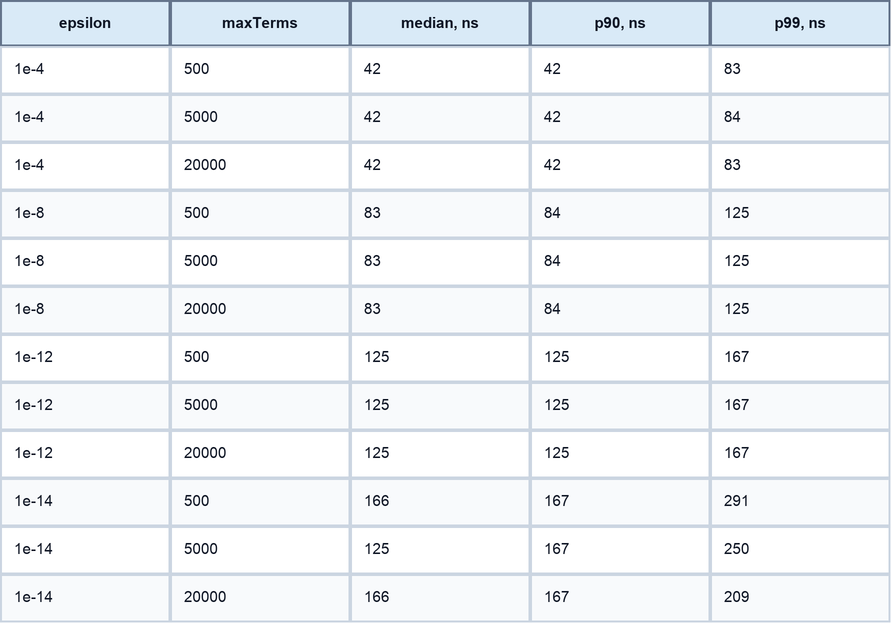 epsilon maxTerms median, ns p90, ns p99, ns
1e-4 500 42 42 83
1e-4 5000 42 42 84
1e-4 20000 42 42 83
1e-8 500 83 84 125
1e-8 5000 83 84 125
1e-8 20000 83 84 125
1e-12 500 125 125 167
1e-12 5000 125 125 167
1e-12 20000 125 125 167
1e-14 500 166 167 291
1e-14 5000 125 167 250
1e-14 20000 166 167 209